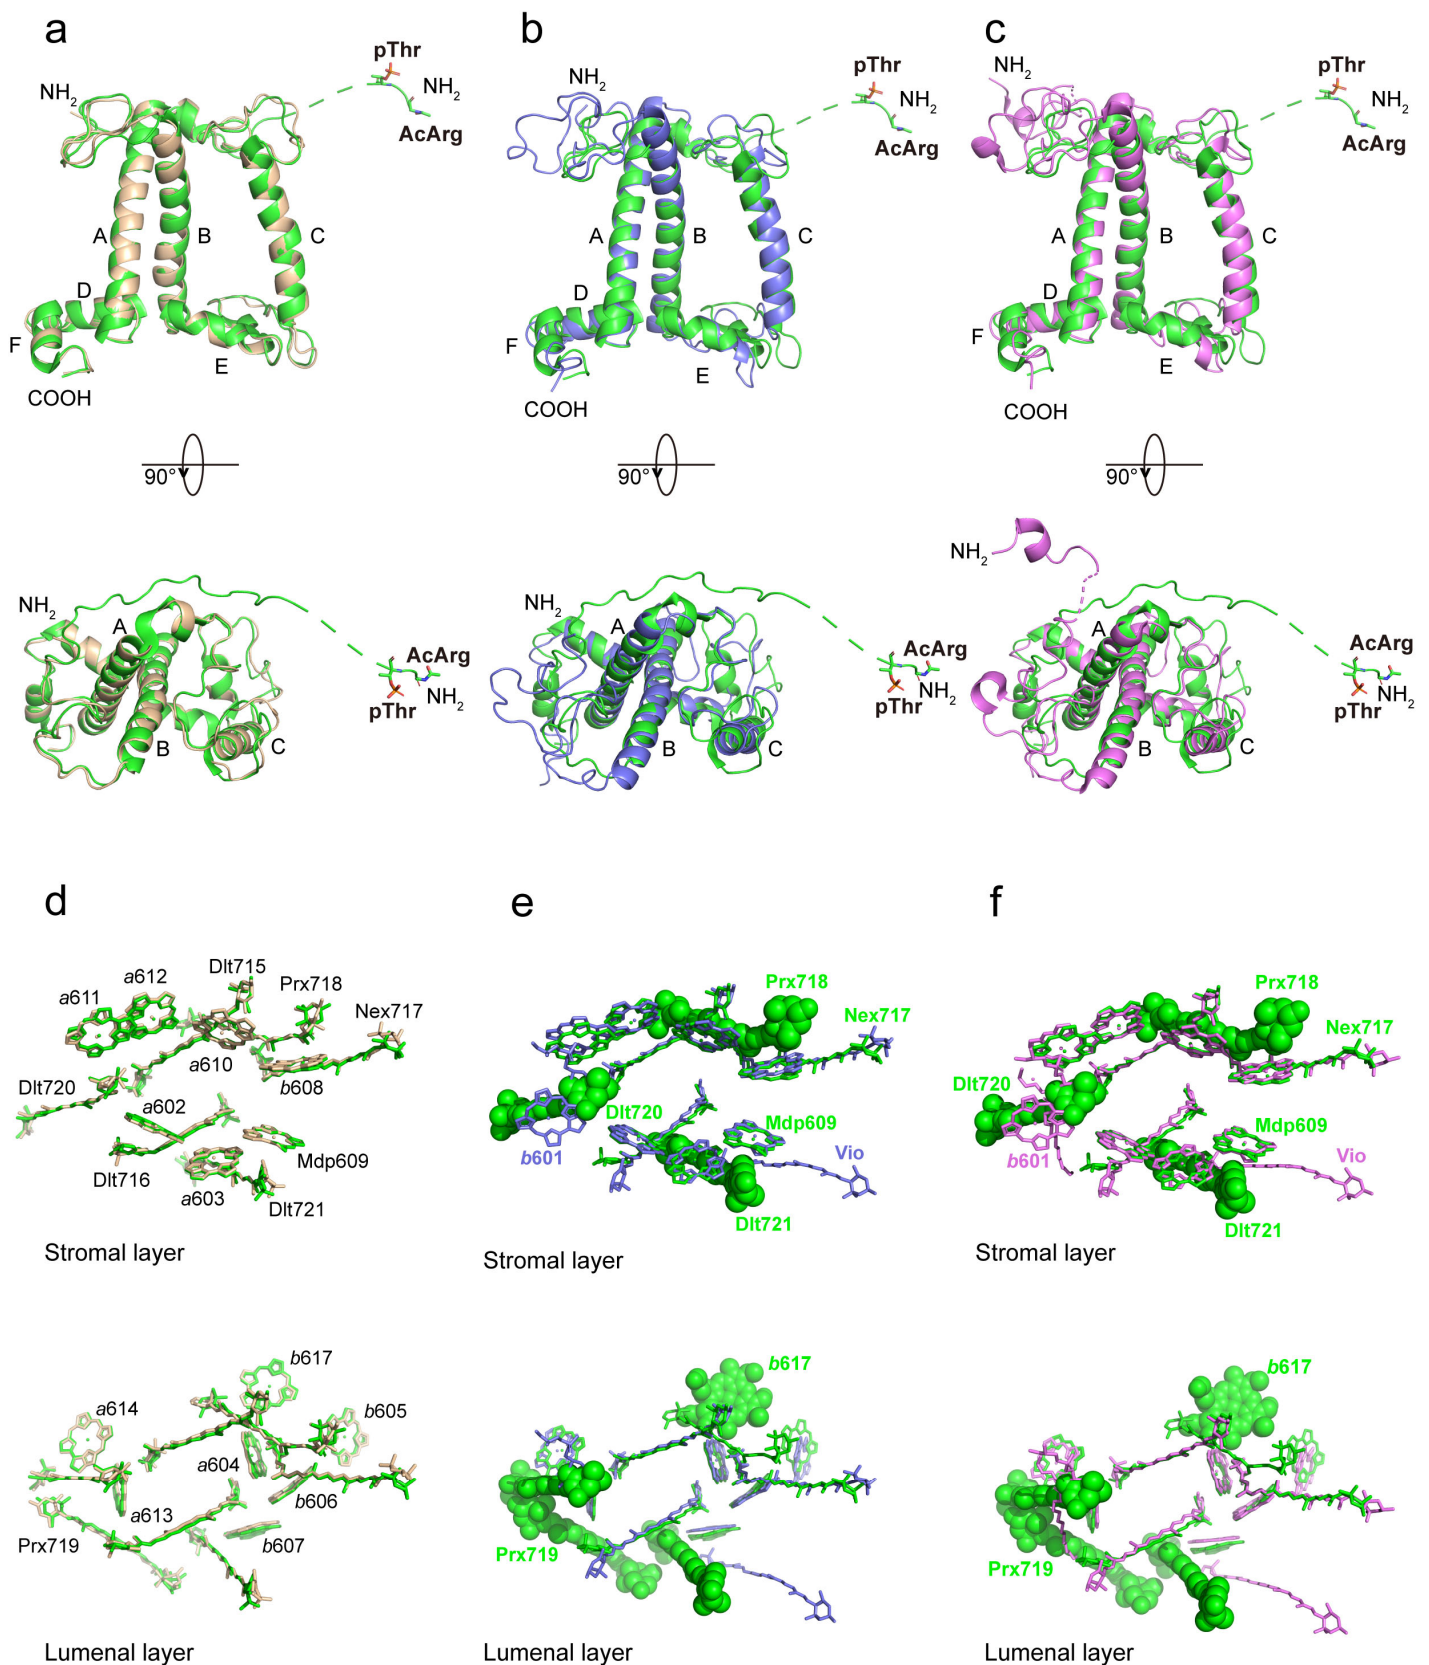 a
pThr
NH2
NH2
AcArg
A
B
C
D
F
E
COOH
90°
NH2
A
AcArg
NH2
pThr
B
C
b
pThr
NH2
NH2
AcArg
A
B
C
D
F
E
COOH
90°
NH2
A
AcArg
NH2
pThr
B
C
c
pThr
NH2
NH2
AcArg
A
B
C
D
F
E
COOH
90°
NH2
A
AcArg
NH2
pThr
B
C
d
Dlt715
a612
Prx718
a611
Nex717
a610
b608
Dlt720
a602
Mdp609
Dlt716
a603
Dlt721
Stromal layer
b617
a614
b605
a604
b606
a613
Prx719
b607
Lumenal layer
e
Prx718
Nex717
Dlt720
Mdp609
b601
Vio
Dlt721
Stromal layer
b617
Prx719
Lumenal layer
f
Prx718
Nex717
Dlt720
Mdp609
b601
Vio
Dlt721
Stromal layer
b617
Prx719
Lumenal layer